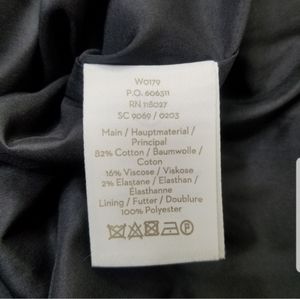 W0179
P.O. 606311
RN 116027
SC 9069 / 0203
Main / Hauptmaterial /
Principal
82% Cotton / Baumwolle /
Coton
16% Viscose / Viskose
2% Elastane / Elasthan /
Élasthanne
Lining / Futter / Doublure
100% Polyester